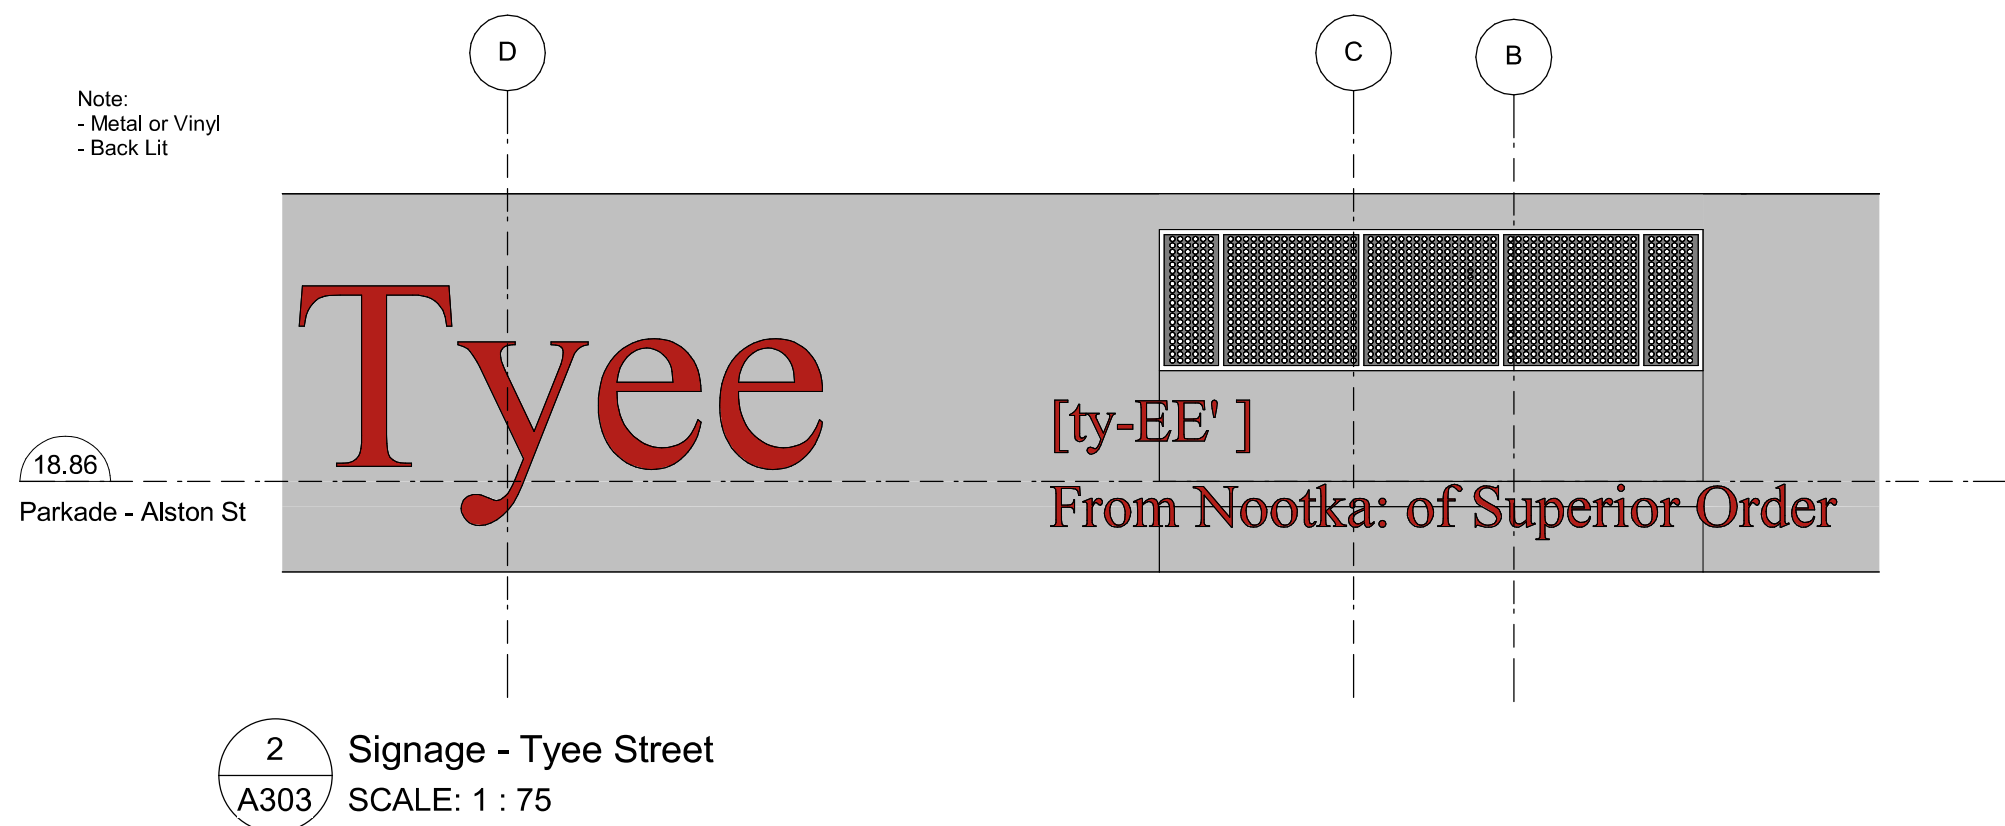 D
C
B
Note:
- Metal or Vinyl
- Back Lit
Tyee
[ty-EE' ]
18.86
Parkade - Alston St
From Nootka: of Superior Order
2
Signage - Tyee Street
A303
SCALE: 1 : 75